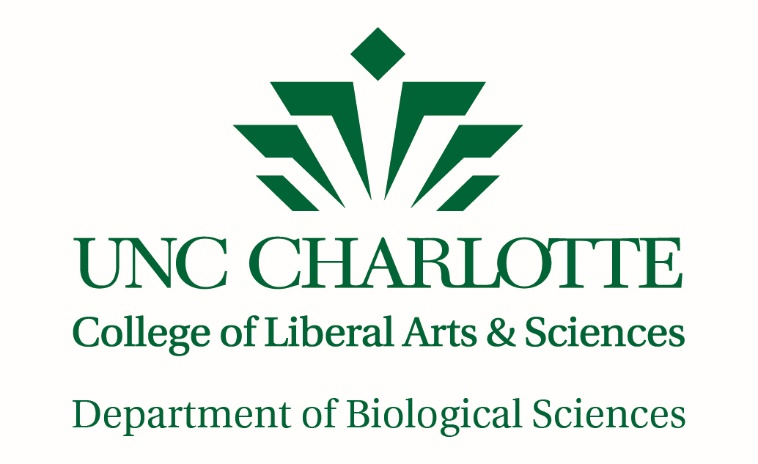 UNC CHARLOTTE
College of Liberal Arts & Sciences
Department of Biological Sciences